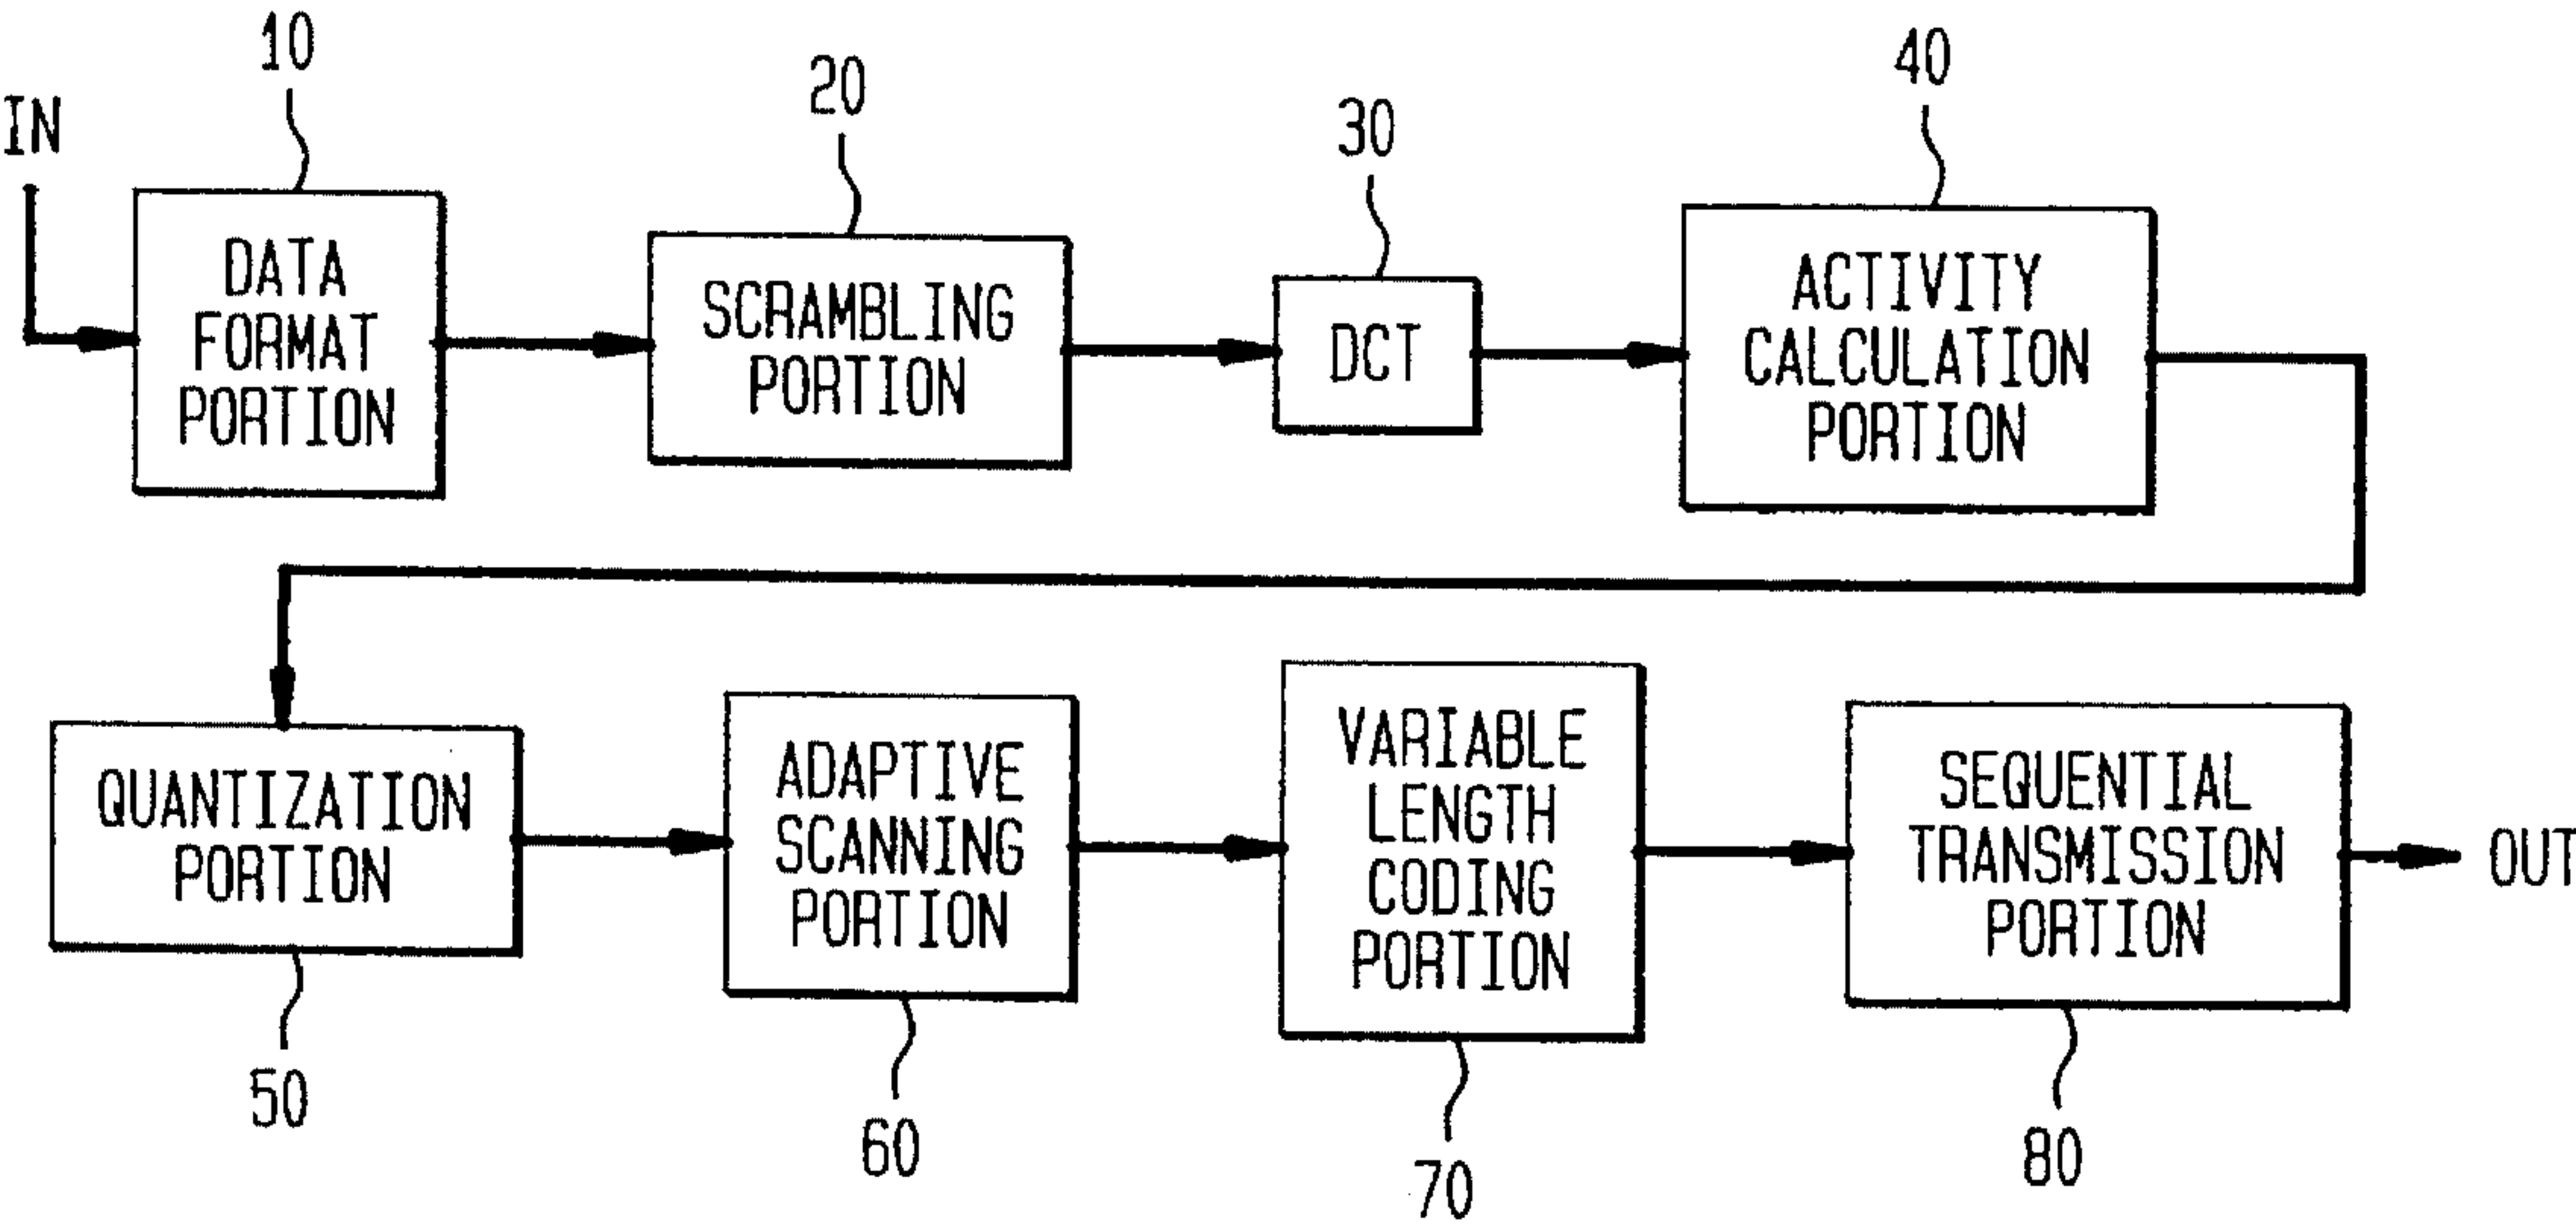 IN
10
DATA
FORMAT
PORTION
20
SCRAMBLING
PORTION
30
DCT
40
ACTIVITY
CALCULATION
PORTION
QUANTIZATION
PORTION
50
ADAPTIVE
SCANNING
PORTION
60
VARIABLE
LENGTH
CODING
PORTION
70
SEQUENTIAL
TRANSMISSION
PORTION
80
OUT